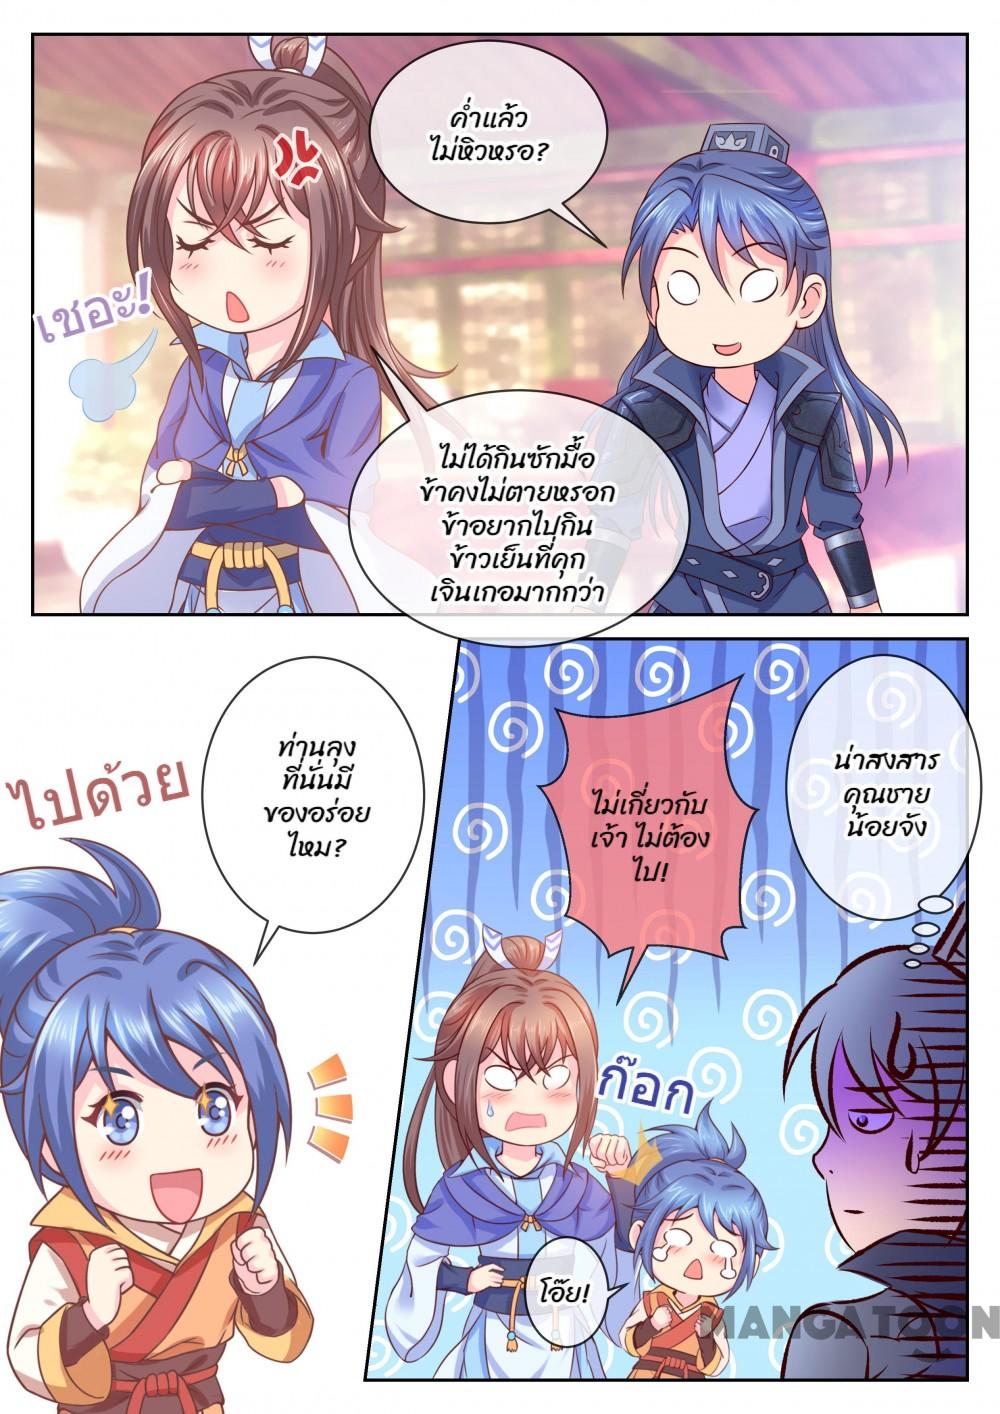 ค่ำแล้ว
ไม่หิวหรอ?
เชอะ!
ไม่ได้กินซักมื้อ
ข้าคงไม่ตายหรอก
ข้าอยากไปกิน
ข้าวเย็นที่คุก
เจินเกอมากกว่า
ไปด้วย
ท่านลุง
ที่นั่นมี
ของอร่อย
ไหม?
ไม่เกี่ยวกับ
เจ้า ไม่ต้อง
ไป!
น่าสงสาร
คุณชาย
น้อยจัง
ก๊อก
โอ๊ย!
MANGATOON